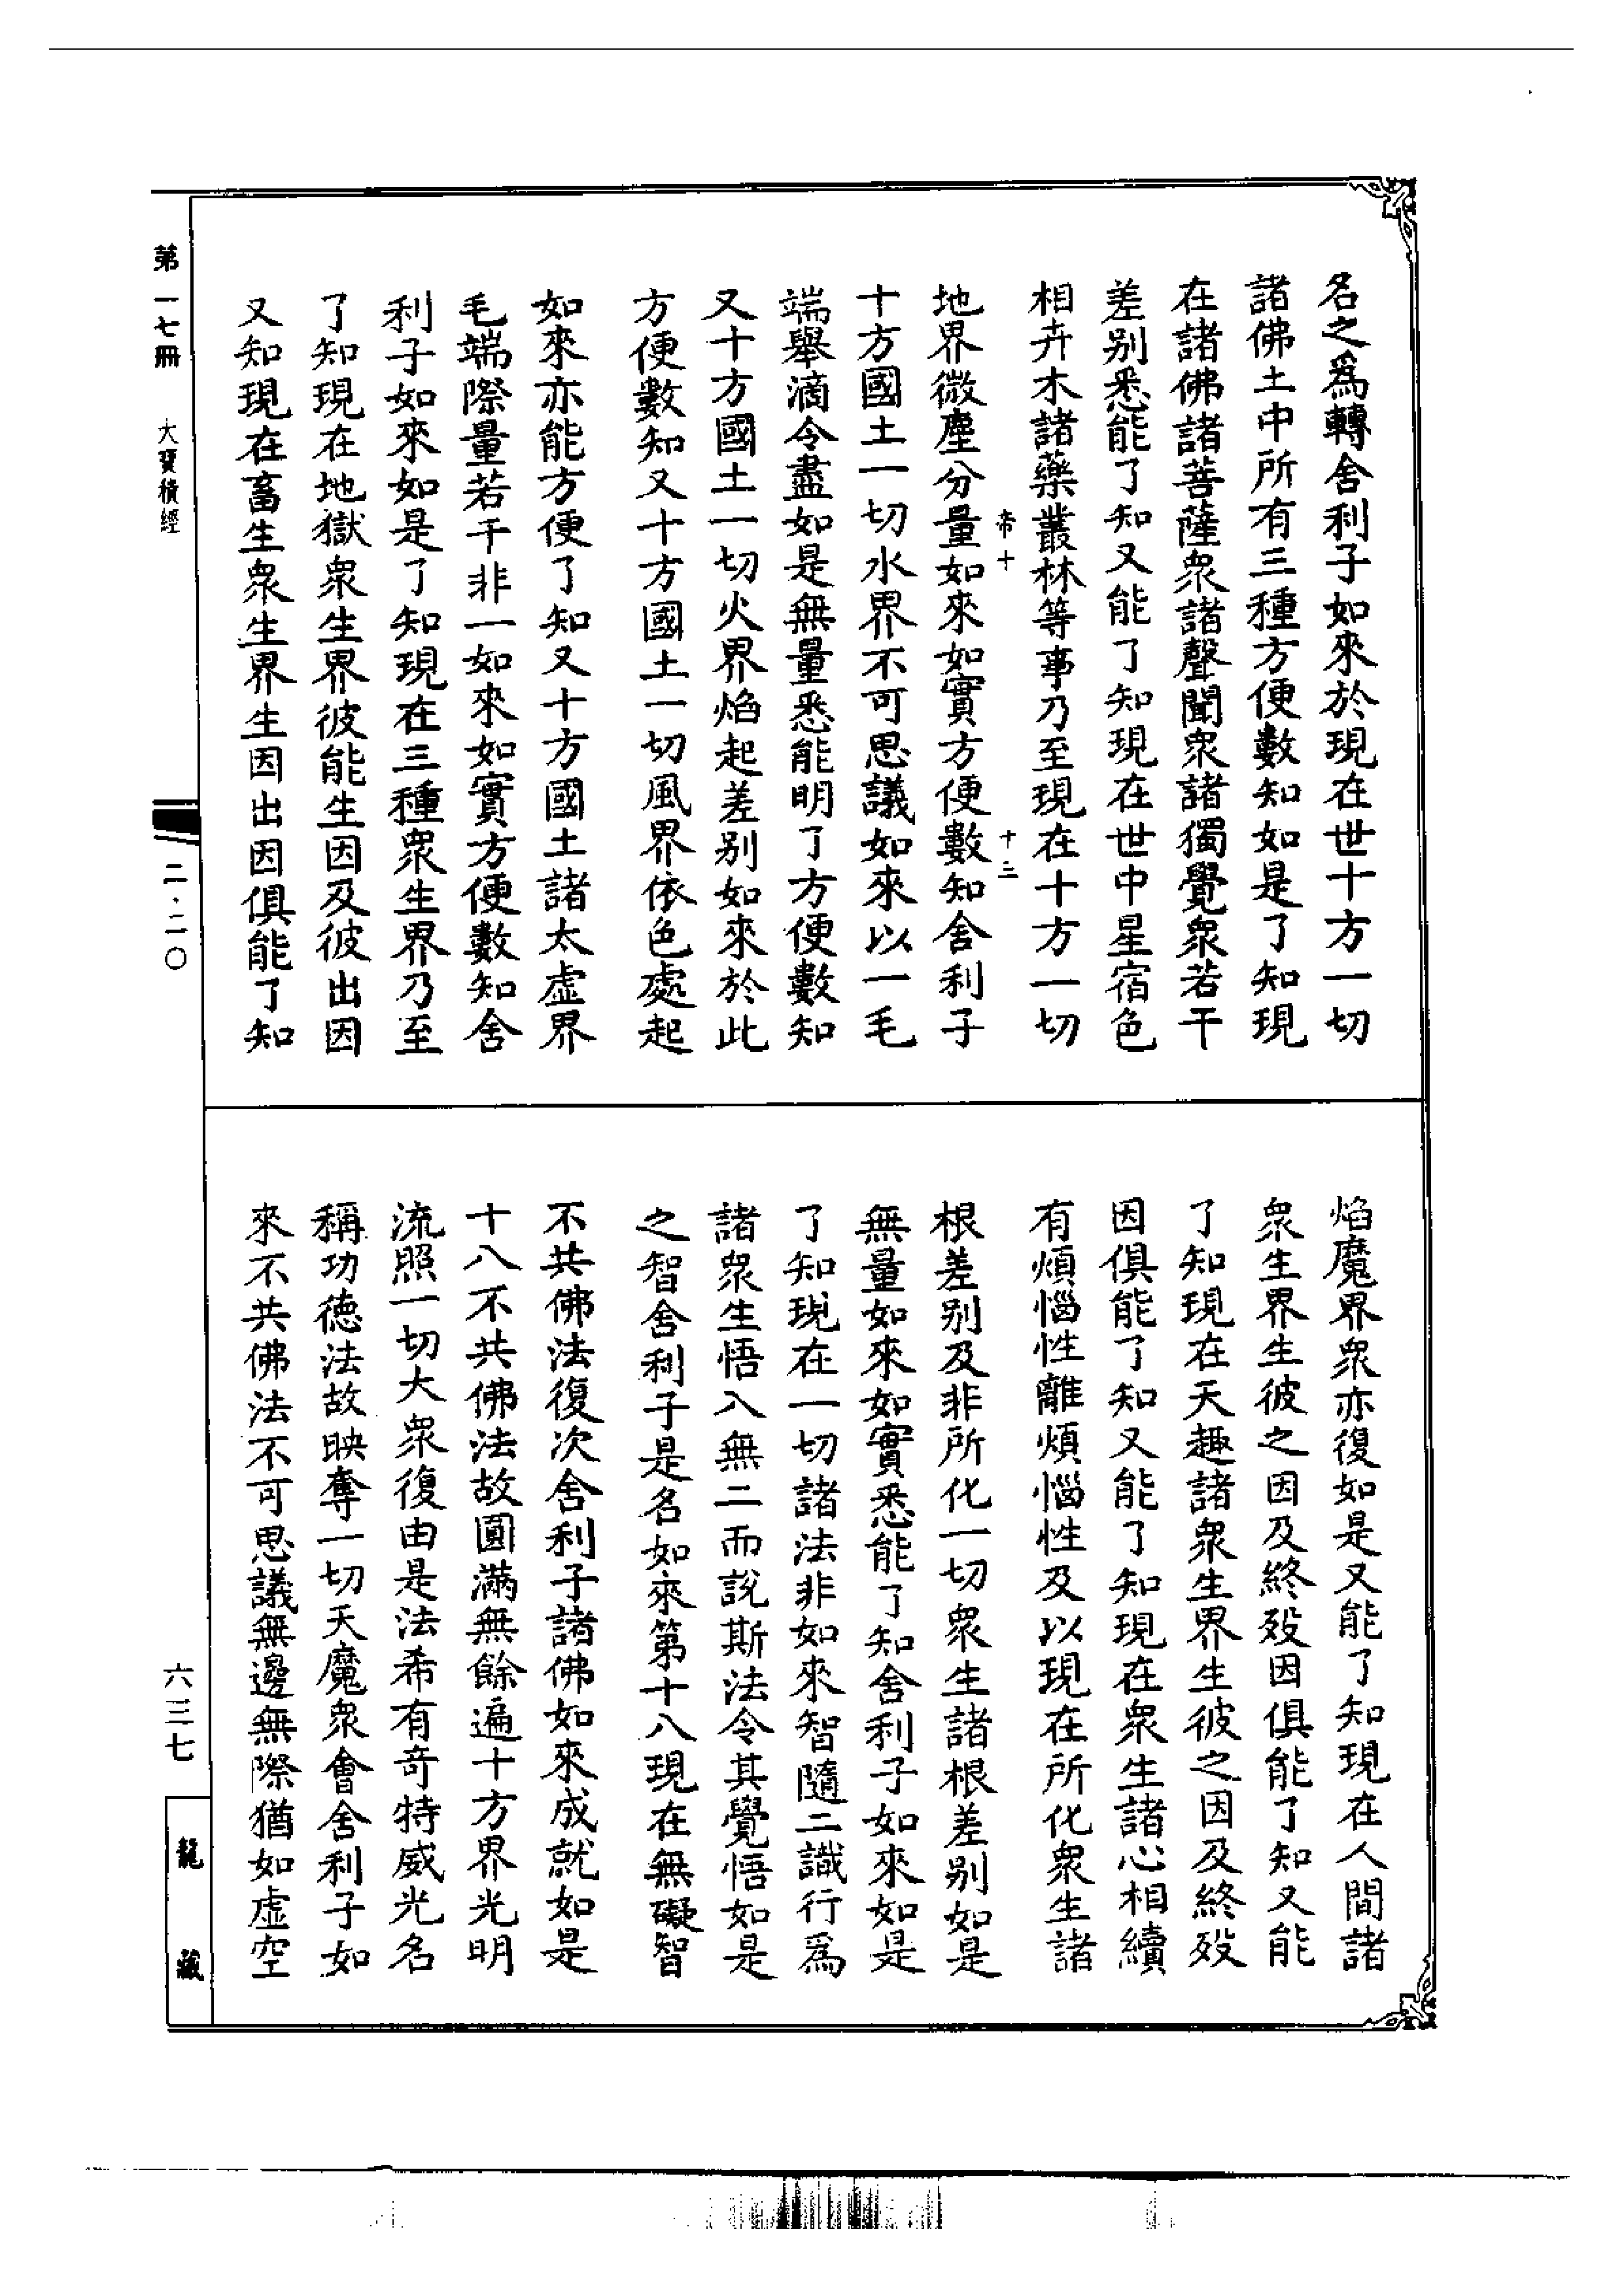 名之爲轉舍利子如來於現在世十方一切
諸佛土中所有三種方便數知如是了知現
在諸佛諸菩薩衆諸聲聞衆諸獨覺衆若干
差别悉能了知又能了知現在世中星宿色
相卉木諸藥叢林等事乃至現在十方一切
帝十
十三
地界微塵分量如來如實方便數知舍利子
十方國土一切水界不可思議如來以一毛
端舉滴令盡如是無量悉能明了方便數知
又十方國土一切火界焰起差别如來於此
方便數知又十方國土一切風界依色處起
如來亦能方便了知又十方國土諸太虛界
毛端際量若干非一如來如實方便數知舍
利子如來如是了知現在三種衆生界乃至
了知現在地獄衆生界彼能生因及彼出因
又知現在畜生衆生界生因出因俱能了知
焰魔界衆亦復如是又能了知現在人間諸
衆生界生彼之因及終歿因俱能了知又能
了知現在天趣諸衆生界生彼之因及終歿
因俱能了知又能了知現在衆生諸心相續
有煩惱性離煩惱性及以現在所化衆生諸
根差别及非所化一切衆生諸根差别如是
無量如來如實悉能了知舍利子如來如是
了知現在一切諸法非如來智隨二識行爲
諸衆生悟入無二而說斯法令其覺悟如是
之智舍利子是名如來第十八現在無礙智
不共佛法復次舍利子諸佛如來成就如是
十八不共佛法故圓滿無餘遍十方界光明
流照一切大衆復由是法希有奇特威光名
稱功德法故映奪一切天魔衆會舍利子如
來不共佛法不可思議無邊無際猶如虛空
第一七冊
大寶積經
二·二〇
六三七
龍藏